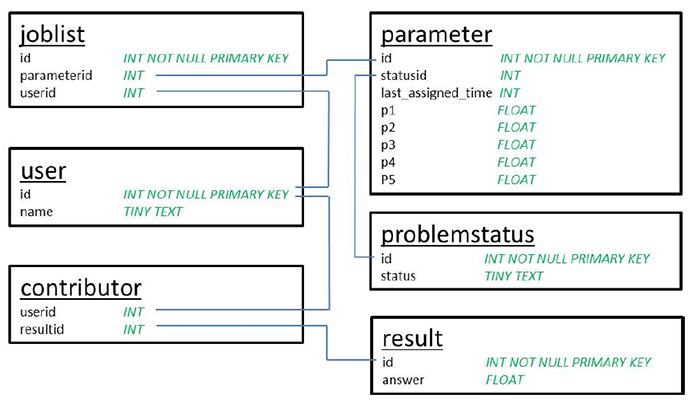 joblist
id INT NOT NULL PRIMARY KEY
parameterid INT
userid INT
user
id INT NOT NULL PRIMARY KEY
name TINY TEXT
contributor
userid INT
resultid INT
parameter
id INT NOT NULL PRIMARY KEY
statusid INT
last_assigned_time INT
p1 FLOAT
p2 FLOAT
p3 FLOAT
p4 FLOAT
P5 FLOAT
problemstatus
id INT NOT NULL PRIMARY KEY
status TINY TEXT
result
id INT NOT NULL PRIMARY KEY
answer FLOAT